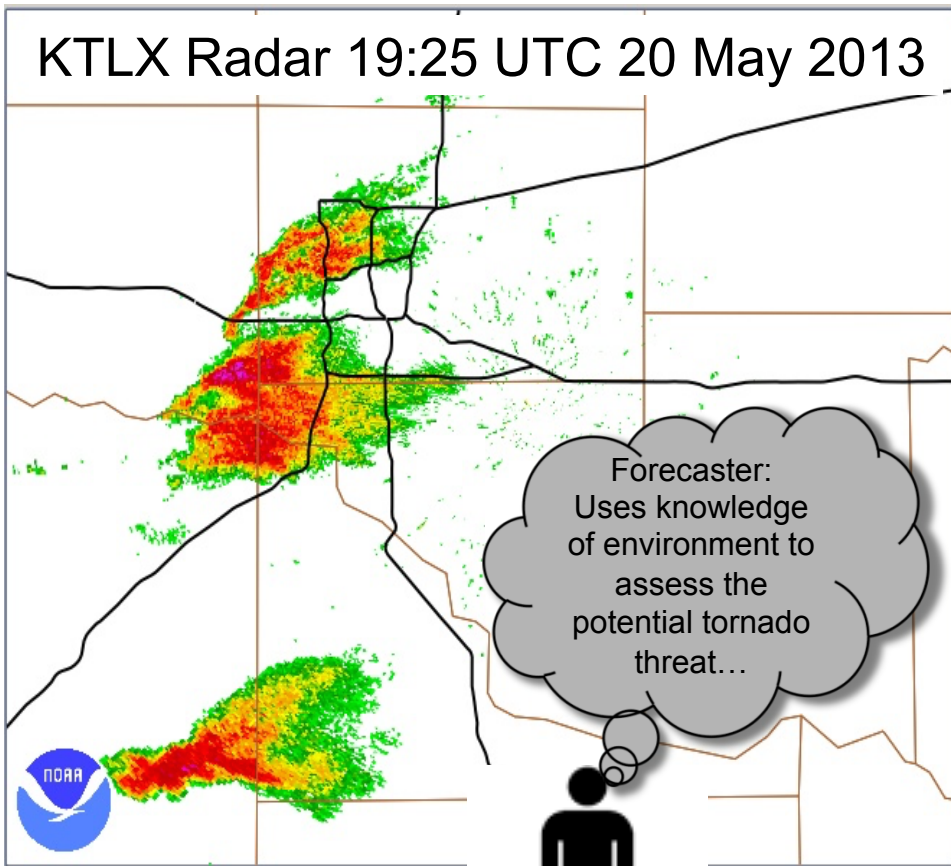 KTLX Radar 19:25 UTC 20 May 2013
Forecaster:
Uses knowledge
of environment to
assess the
potential tornado
threat…
NOAA